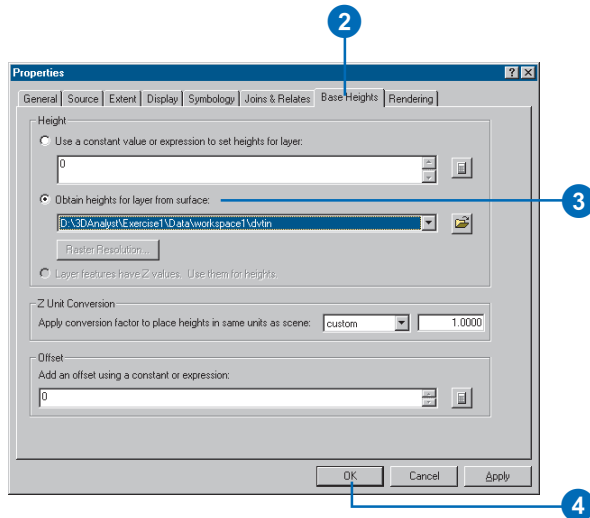 2
Properties
General Source Extent Display Symbology Joins & Relates Base Heights Rendering
Height
Use a constant value or expression to set heights for layer:
0
Obtain heights for layer from surface:
3
D:\3DAnalyst\Exercise1\Data\workspace1\dvtin
Raster Resolution...
Layer features have Z values. Use them for heights.
Z Unit Conversion
Apply conversion factor to place heights in same units as scene: custom 1.0000
Offset
Add an offset using a constant or expression:
0
OK Cancel Apply
4